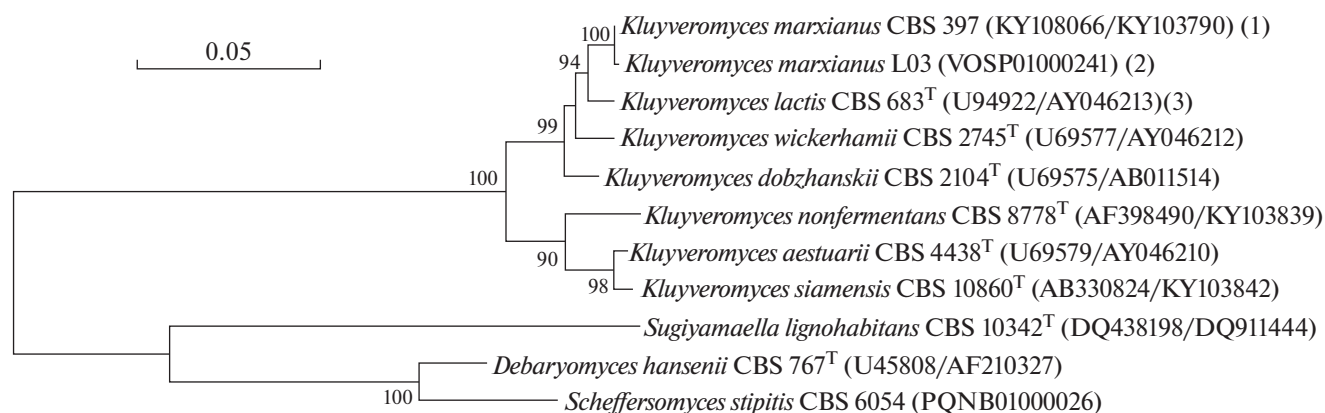 0.05
100
Kluyveromyces marxianus CBS 397 (KY108066/KY103790) (1)
Kluyveromyces marxianus L03 (VOSP01000241) (2)
94
Kluyveromyces lactis CBS 683ᵀ (U94922/AY046213)(3)
99
Kluyveromyces wickerhamii CBS 2745ᵀ (U69577/AY046212)
100
Kluyveromyces dobzhanskii CBS 2104ᵀ (U69575/AB011514)
Kluyveromyces nonfermentans CBS 8778ᵀ (AF398490/KY103839)
90
Kluyveromyces aestuarii CBS 4438ᵀ (U69579/AY046210)
98
Kluyveromyces siamensis CBS 10860ᵀ (AB330824/KY103842)
Sugiyamaella lignohabitans CBS 10342ᵀ (DQ438198/DQ911444)
Debaryomyces hansenii CBS 767ᵀ (U45808/AF210327)
100
Scheffersomyces stipitis CBS 6054 (PQNB01000026)